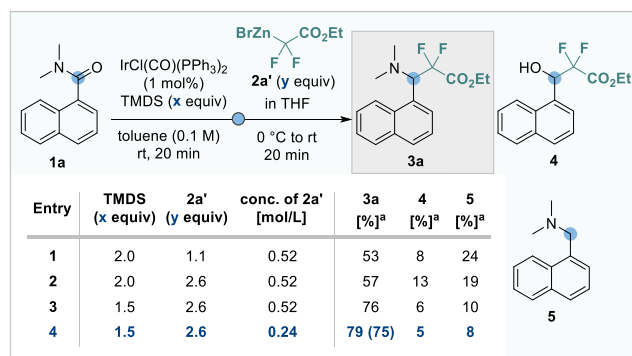 N
O
1a
IrCl(CO)(PPh3)2
(1 mol%)
TMDS (x equiv)
toluene (0.1 M)
rt, 20 min
BrZn
CO2Et
F
F
2a' (y equiv)
in THF
0 °C to rt
20 min
N
F
F
CO2Et
3a
HO
F
F
CO2Et
4
Entry
TMDS
(x equiv)
2a'
(y equiv)
conc. of 2a'
[mol/L]
3a
[%]a
4
[%]a
5
[%]a
1 2.0 1.1 0.52 53 8 24
2 2.0 2.6 0.52 57 13 19
3 1.5 2.6 0.52 76 6 10
4 1.5 2.6 0.24 79 (75) 5 8
N
5